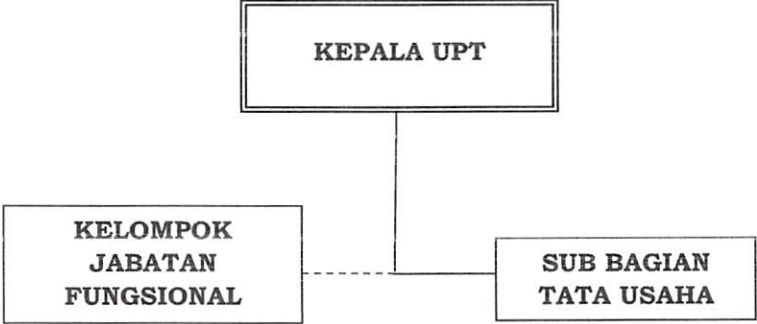 KEPALA UPT
KELOMPOK
JABATAN
FUNGSIONAL
SUB BAGIAN
TATA USAHA